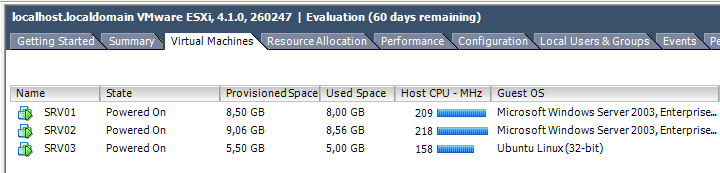 localhost.localdomain VMware ESXi, 4.1.0, 260247 | Evaluation (60 days remaining)
Getting Started Summary Virtual Machines Resource Allocation Performance Configuration Local Users & Groups Events Pe
Name State Provisioned Space Used Space Host CPU - MHz Guest OS
SRV01 Powered On 8,50 GB 8,00 GB 209 Microsoft Windows Server 2003, Enterprise...
SRV02 Powered On 9,06 GB 8,56 GB 218 Microsoft Windows Server 2003, Enterprise...
SRV03 Powered On 5,50 GB 5,00 GB 158 Ubuntu Linux (32-bit)